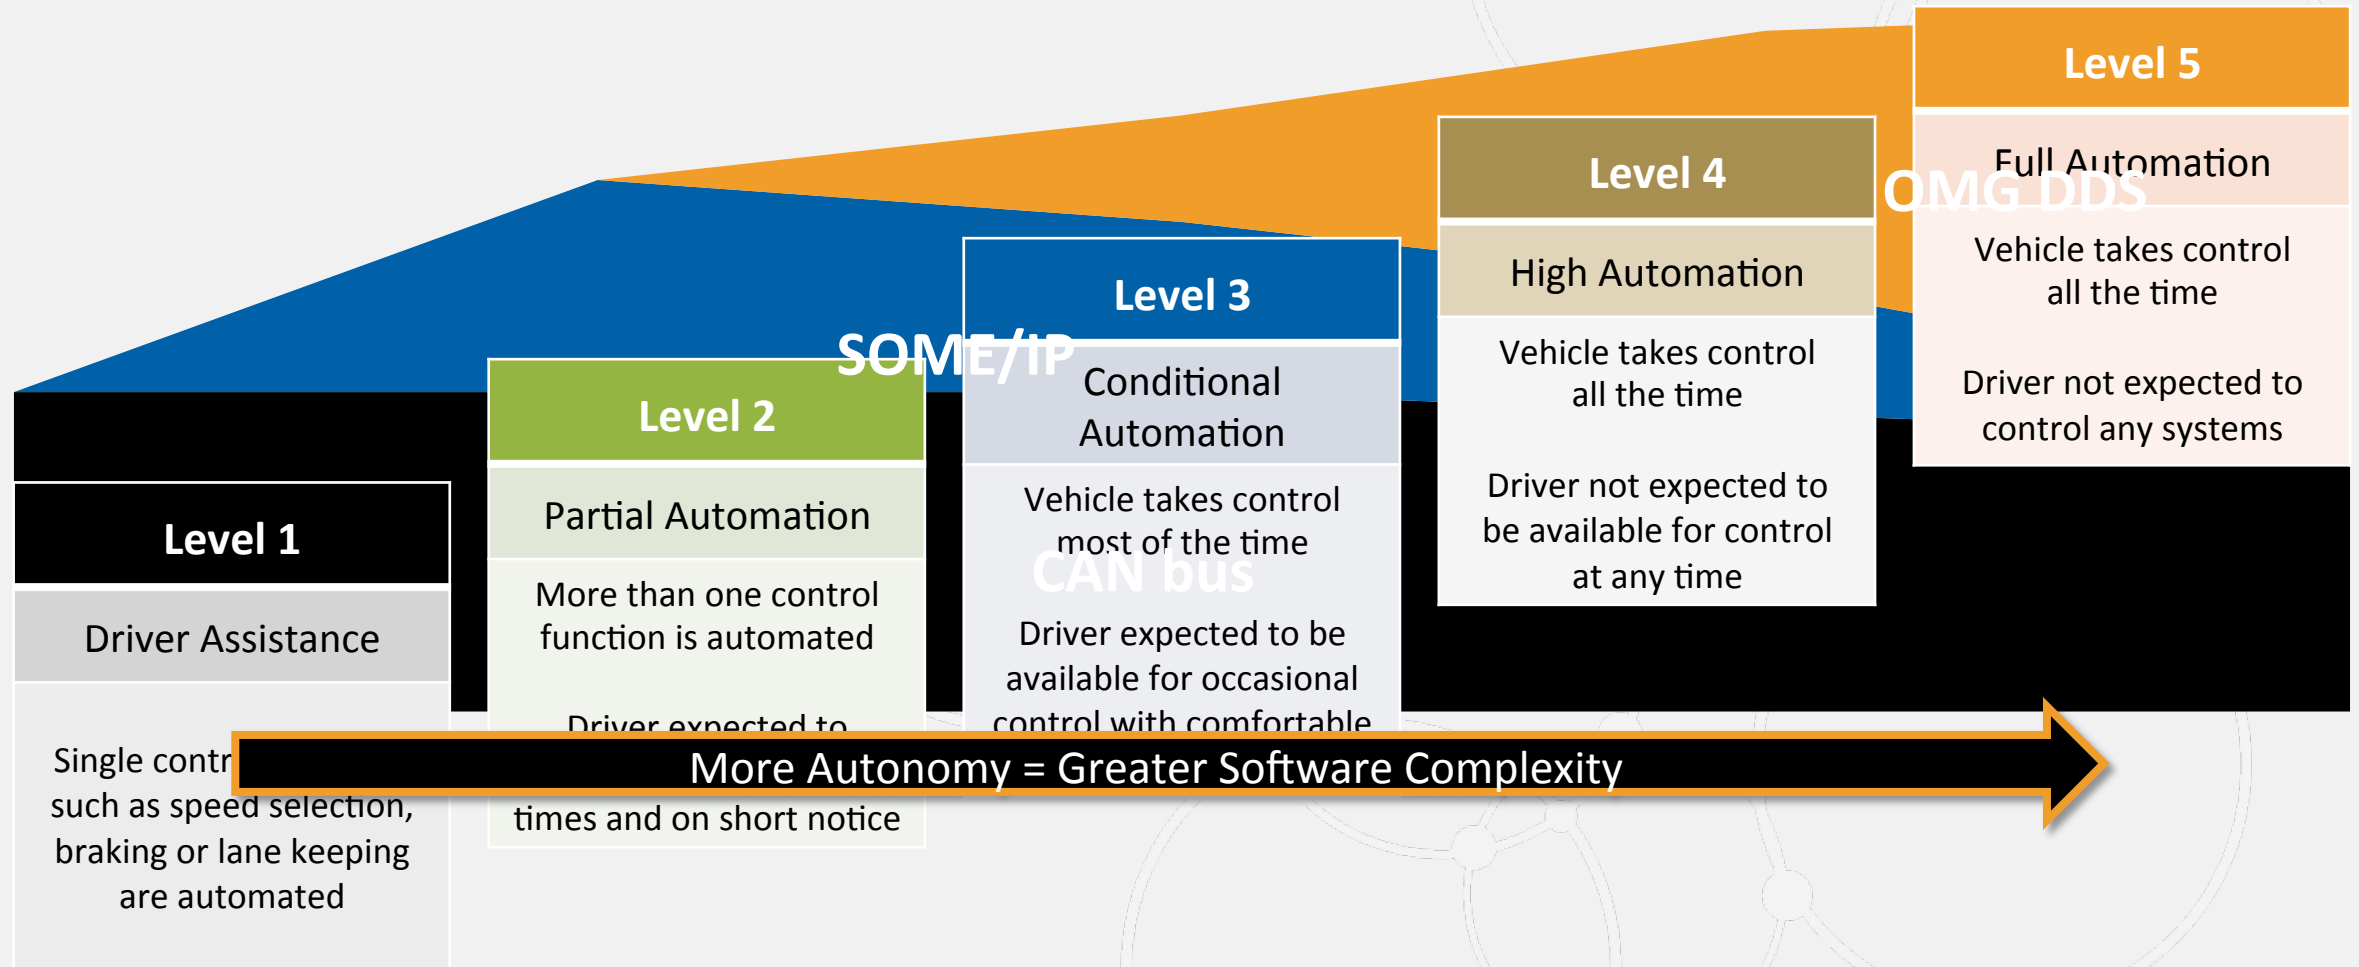 Level 1
Driver Assistance
Single contr
such as speed selection,
braking or lane keeping
are automated
Level 2
Partial Automation
More than one control
function is automated
Driver expected to
times and on short notice
Level 3
Conditional
Automation
Vehicle takes control
most of the time
Driver expected to be
available for occasional
control with comfortable
Level 4
High Automation
Vehicle takes control
all the time
Driver not expected to
be available for control
at any time
Level 5
Full Automation
Vehicle takes control
all the time
Driver not expected to
control any systems
SOME/IP
CAN bus
OMG DDS
More Autonomy = Greater Software Complexity